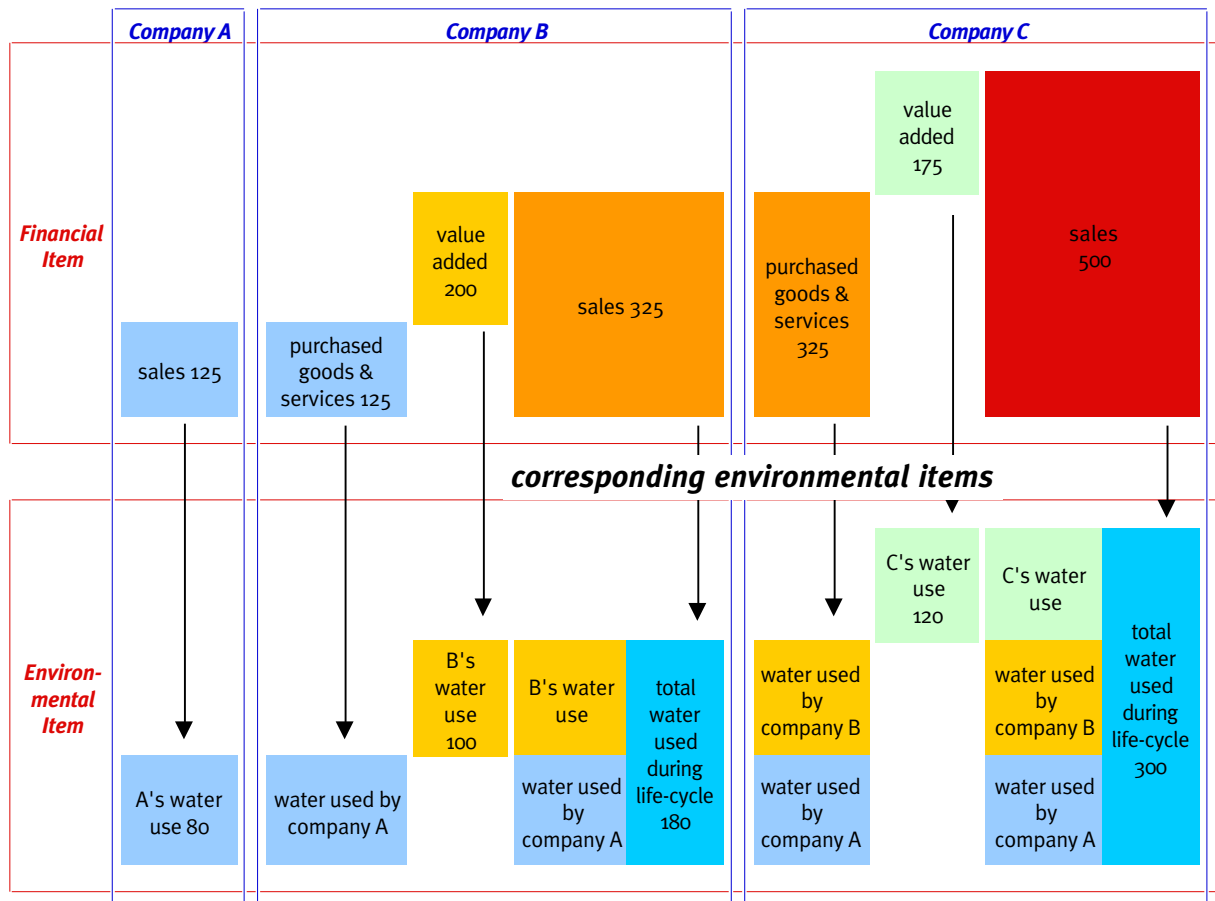 Company A
Company B
Company C
Financial
Item
sales 125
purchased
goods &
services 125
value
added
200
sales 325
purchased
goods &
services
325
value
added
175
sales
500
corresponding environmental items
Environ-
mental
Item
A's water
use 80
water used by
company A
B's
water
use
100
B's water
use
water used
by
company A
total
water
used
during
life-cycle
180
water used
by
company B
water used
by
company A
C's water
use
120
C's water
use
water used
by
company B
water used
by
company A
total
water
used
during
life-cycle
300